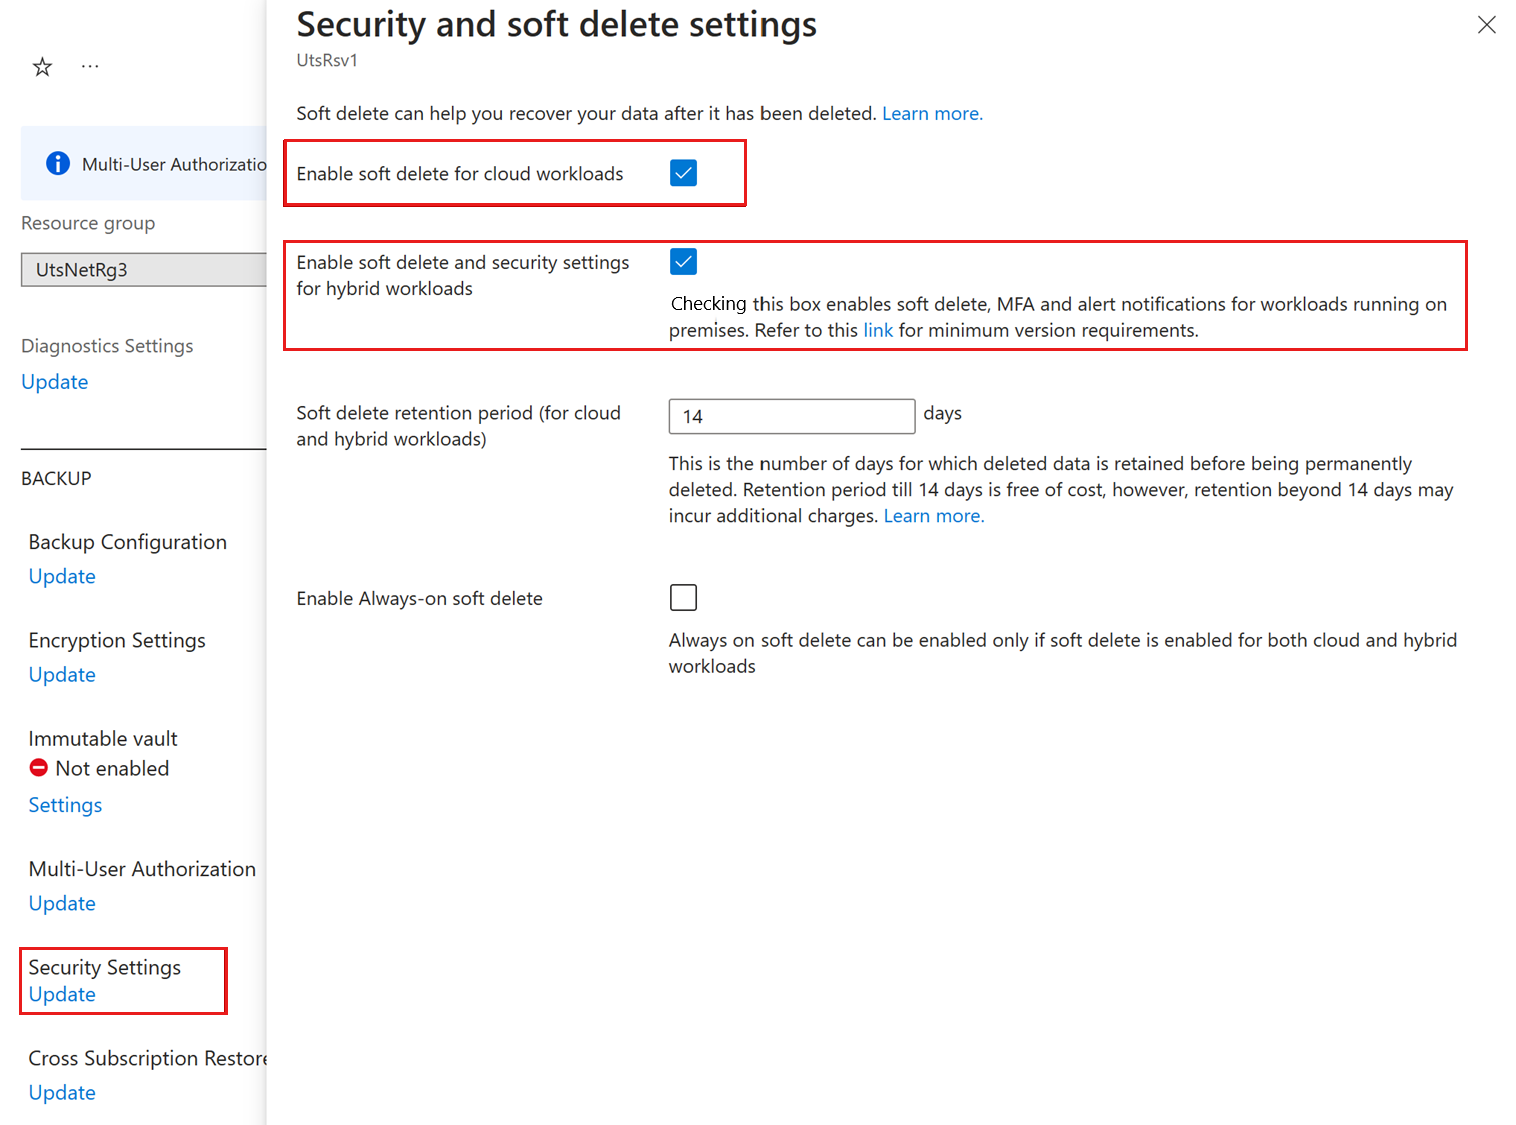 Security and soft delete settings
UtsRsv1
Soft delete can help you recover your data after it has been deleted. Learn more.
Enable soft delete for cloud workloads
Enable soft delete and security settings
for hybrid workloads
Checking this box enables soft delete, MFA and alert notifications for workloads running on
premises. Refer to this link for minimum version requirements.
Soft delete retention period (for cloud
and hybrid workloads)
14
days
This is the number of days for which deleted data is retained before being permanently
deleted. Retention period till 14 days is free of cost, however, retention beyond 14 days may
incur additional charges. Learn more.
Enable Always-on soft delete
Always on soft delete can be enabled only if soft delete is enabled for both cloud and hybrid
workloads
Multi-User Authorizatio
Resource group
UtsNetRg3
Diagnostics Settings
Update
BACKUP
Backup Configuration
Update
Encryption Settings
Update
Immutable vault
Not enabled
Settings
Multi-User Authorization
Update
Security Settings
Update
Cross Subscription Restore
Update